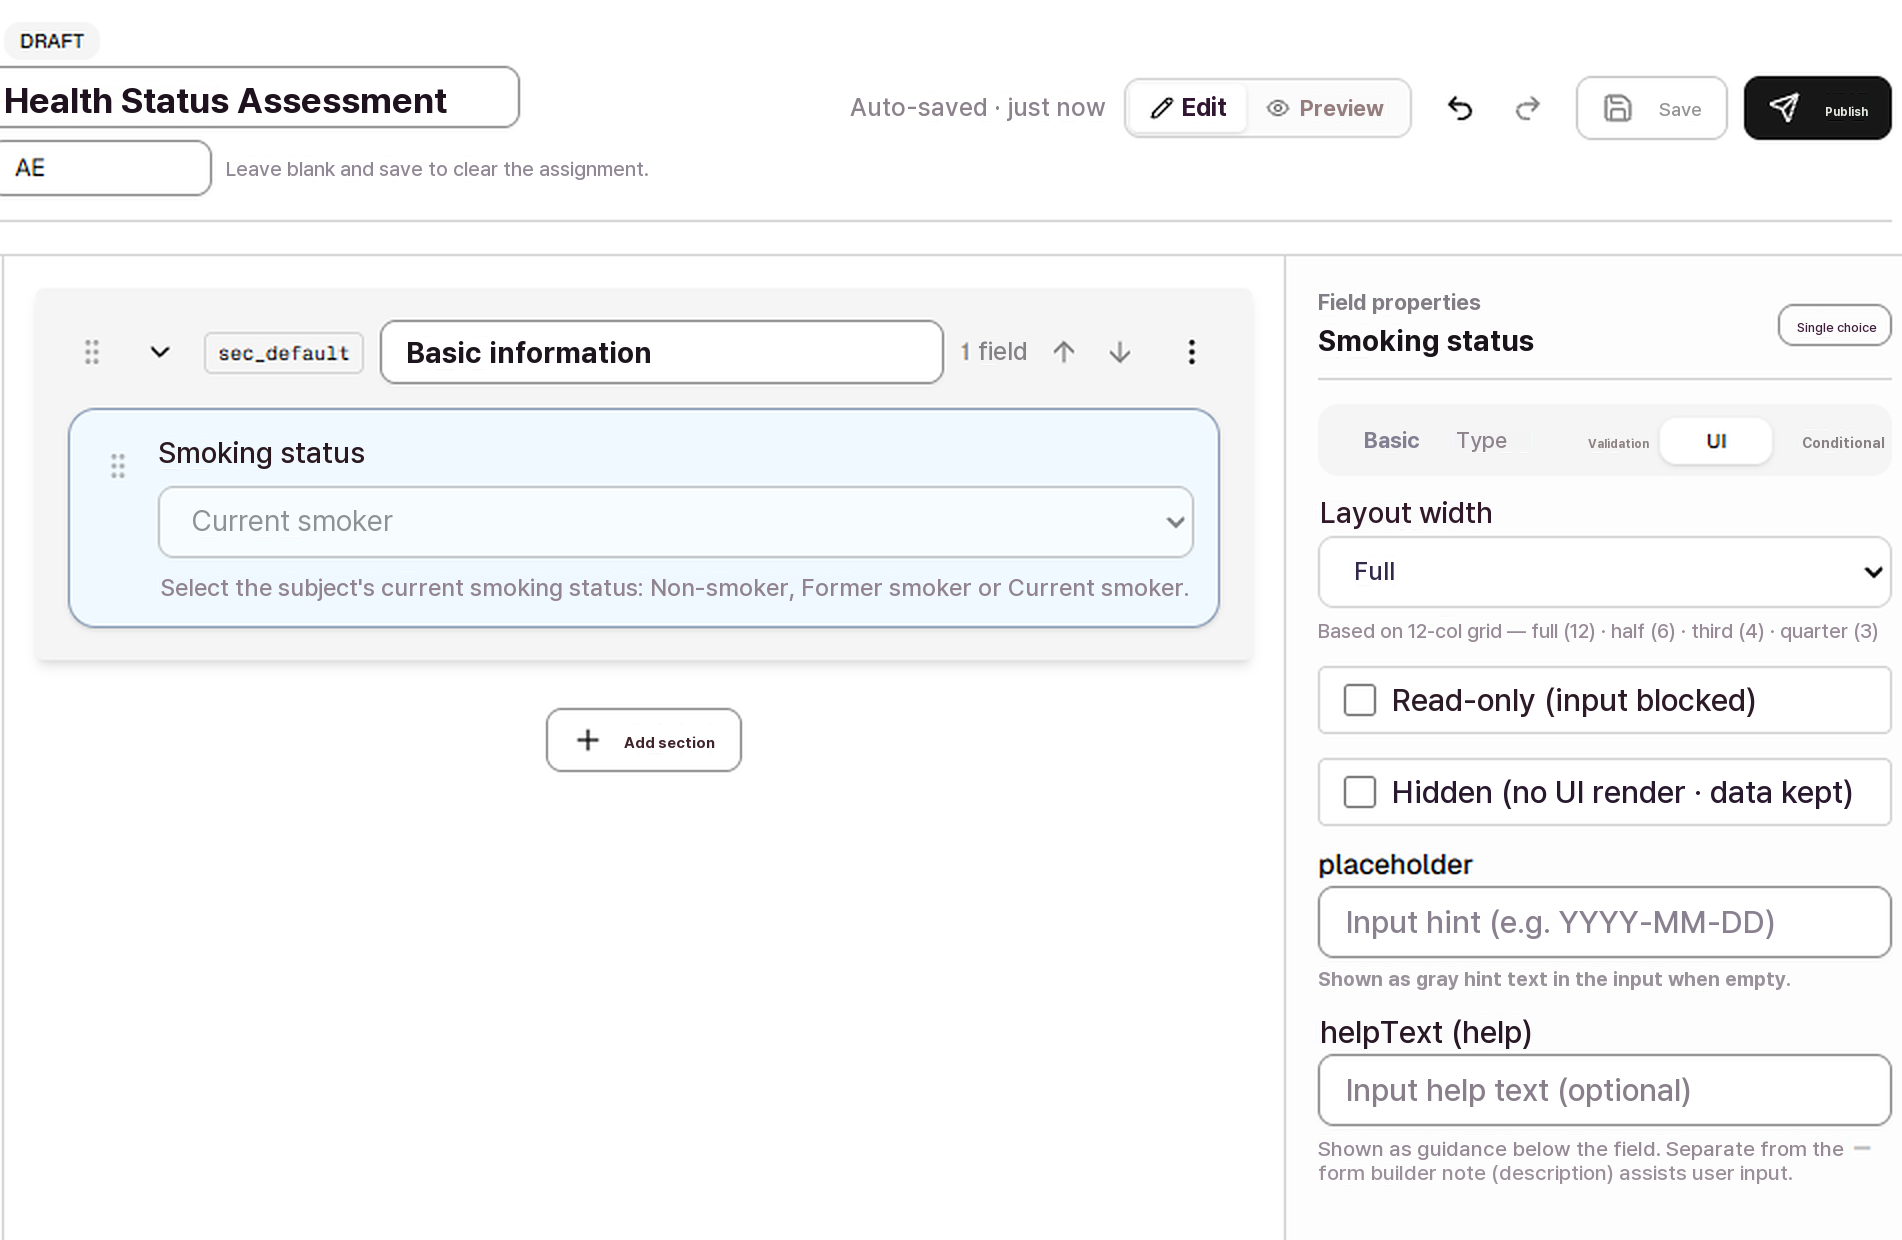 DRAFT
Health Status Assessment
Auto-saved · just now
Edit
Preview
Save
Publish
AE
Leave blank and save to clear the assignment.
sec_default
Basic information
1 field
Smoking status
Current smoker
Select the subject's current smoking status: Non-smoker, Former smoker or Current smoker.
Add section
Field properties
Smoking status
Single choice
Basic
Type
Validation
UI
Conditional
Layout width
Full
Based on 12-col grid — full (12) · half (6) · third (4) · quarter (3)
Read-only (input blocked)
Hidden (no UI render · data kept)
placeholder
Input hint (e.g. YYYY-MM-DD)
Shown as gray hint text in the input when empty.
helpText (help)
Input help text (optional)
Shown as guidance below the field. Separate from the —
form builder note (description) assists user input.